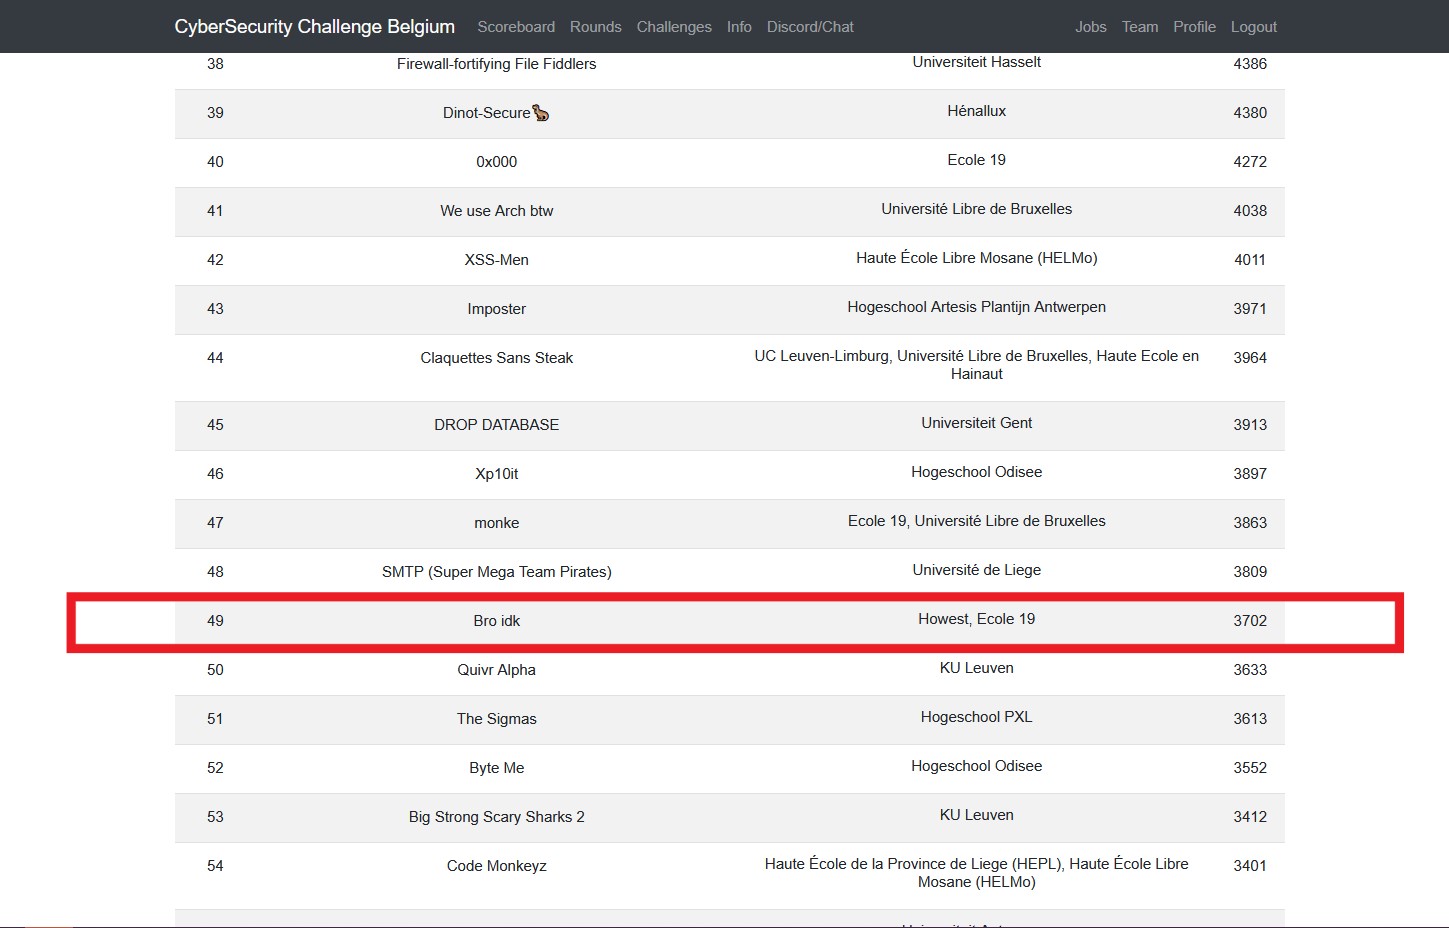 CyberSecurity Challenge Belgium Scoreboard Rounds Challenges Info Discord/Chat Jobs Team Profile Logout
38 Firewall-fortifying File Fiddlers Universiteit Hasselt 4386
39 Dinot-Secure🦦 Hénallux 4380
40 0x000 Ecole 19 4272
41 We use Arch btw Université Libre de Bruxelles 4038
42 XSS-Men Haute École Libre Mosane (HELMo) 4011
43 Imposter Hogeschool Artesis Plantijn Antwerpen 3971
44 Claquettes Sans Steak UC Leuven-Limburg, Université Libre de Bruxelles, Haute Ecole en 3964
Hainaut
45 DROP DATABASE Universiteit Gent 3913
46 Xp10it Hogeschool Odisee 3897
47 monke Ecole 19, Université Libre de Bruxelles 3863
48 SMTP (Super Mega Team Pirates) Université de Liege 3809
49 Bro idk Howest, Ecole 19 3702
50 Quivr Alpha KU Leuven 3633
51 The Sigmas Hogeschool PXL 3613
52 Byte Me Hogeschool Odisee 3552
53 Big Strong Scary Sharks 2 KU Leuven 3412
54 Code Monkeyz Haute École de la Province de Liege (HEPL), Haute École Libre 3401
Mosane (HELMo)